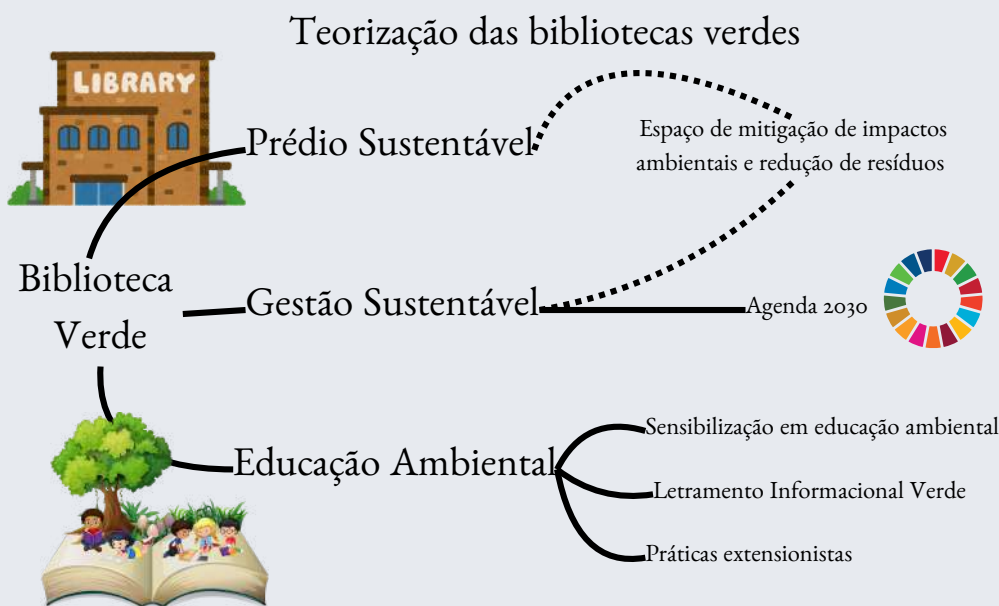 Teorização das bibliotecas verdes
LIBRARY
Prédio Sustentável
Espaço de mitigação de impactos
ambientais e redução de resíduos
Biblioteca
Verde
Gestão Sustentável
Agenda 2030
Educação Ambiental
Sensibilização em educação ambiental
Letramento Informacional Verde
Práticas extensionistas